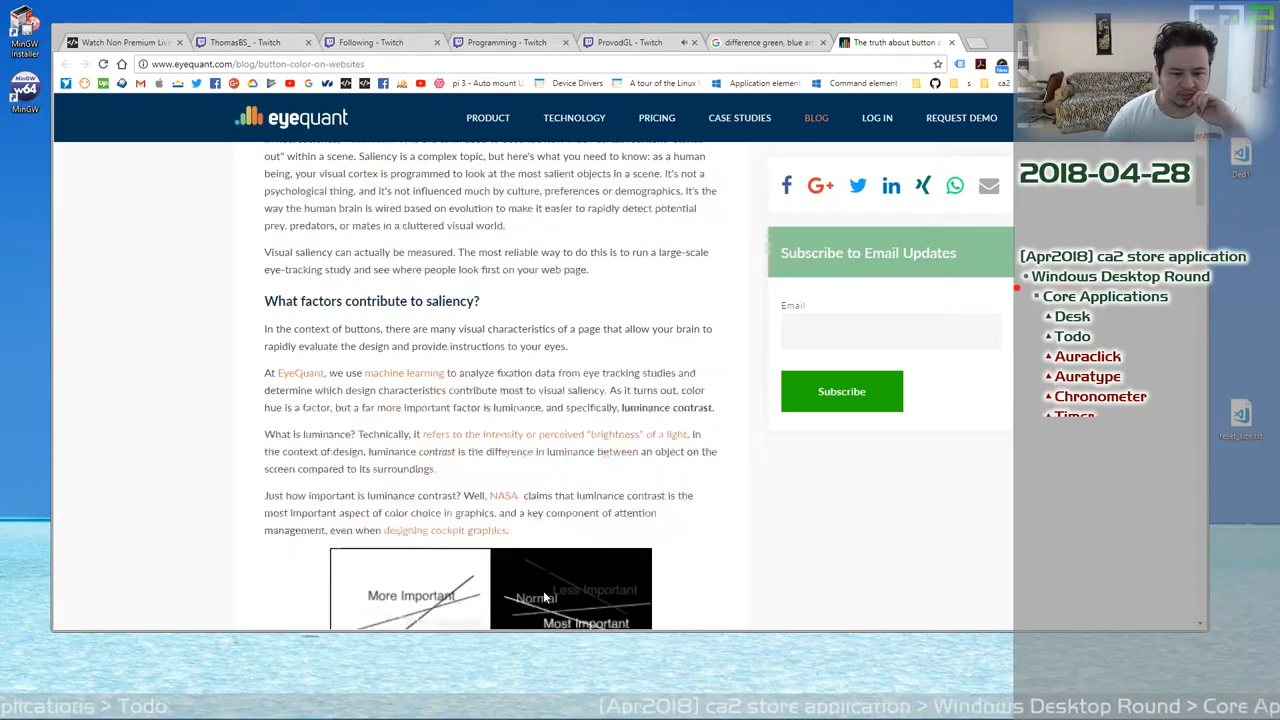 MinGW
Installer
MinGW
w64
MinGW
Watch Non Premium Live
ThomasBS_ - Twitch
Following - Twitch
Programming - Twitch
ProvodGL - Twitch
difference green, blue an
The truth about button c
www.eyequant.com/blog/button-color-on-websites
pi 3 - Auto mount U
Device Drivers
A tour of the Linux V
Application elemen
Command element r
ca2
New
ca2
eyequant
PRODUCT
TECHNOLOGY
PRICING
CASE STUDIES
BLOG
LOG IN
REQUEST DEMO
out" within a scene. Saliency is a complex topic, but here's what you need to know: as a human
being, your visual cortex is programmed to look at the most salient objects in a scene. It's not a
psychological thing, and it's not influenced much by culture, preferences or demographics. It's the
way the human brain is wired based on evolution to make it easier to rapidly detect potential
prey, predators, or mates in a cluttered visual world.
Visual saliency can actually be measured. The most reliable way to do this is to run a large-scale
eye-tracking study and see where people look first on your web page.
What factors contribute to saliency?
In the context of buttons, there are many visual characteristics of a page that allow your brain to
rapidly evaluate the design and provide instructions to your eyes.
At EyeQuant, we use machine learning to analyze fixation data from eye tracking studies and
determine which design characteristics contribute most to visual saliency. As it turns out, color
hue is a factor, but a far more important factor is luminance, and specifically, luminance contrast.
What is luminance? Technically, it refers to the intensity or perceived "brightness" of a light. In
the context of design, luminance contrast is the difference in luminance between an object on the
screen compared to its surroundings.
Just how important is luminance contrast? Well, NASA claims that luminance contrast is the
most important aspect of color choice in graphics, and a key component of attention
management, even when designing cockpit graphics.
More Important
Less Important
Normal
Most Important
Subscribe to Email Updates
Email
Subscribe
2018-04-28
[Apr2018] ca2 store application
Windows Desktop Round
Core Applications
Desk
Todo
Auraclick
Auratype
Chronometer
Timer
Ded1
reset_size.txt
plications > Todo
[Apr2018] ca2 store application > Windows Desktop Round > Core Ap